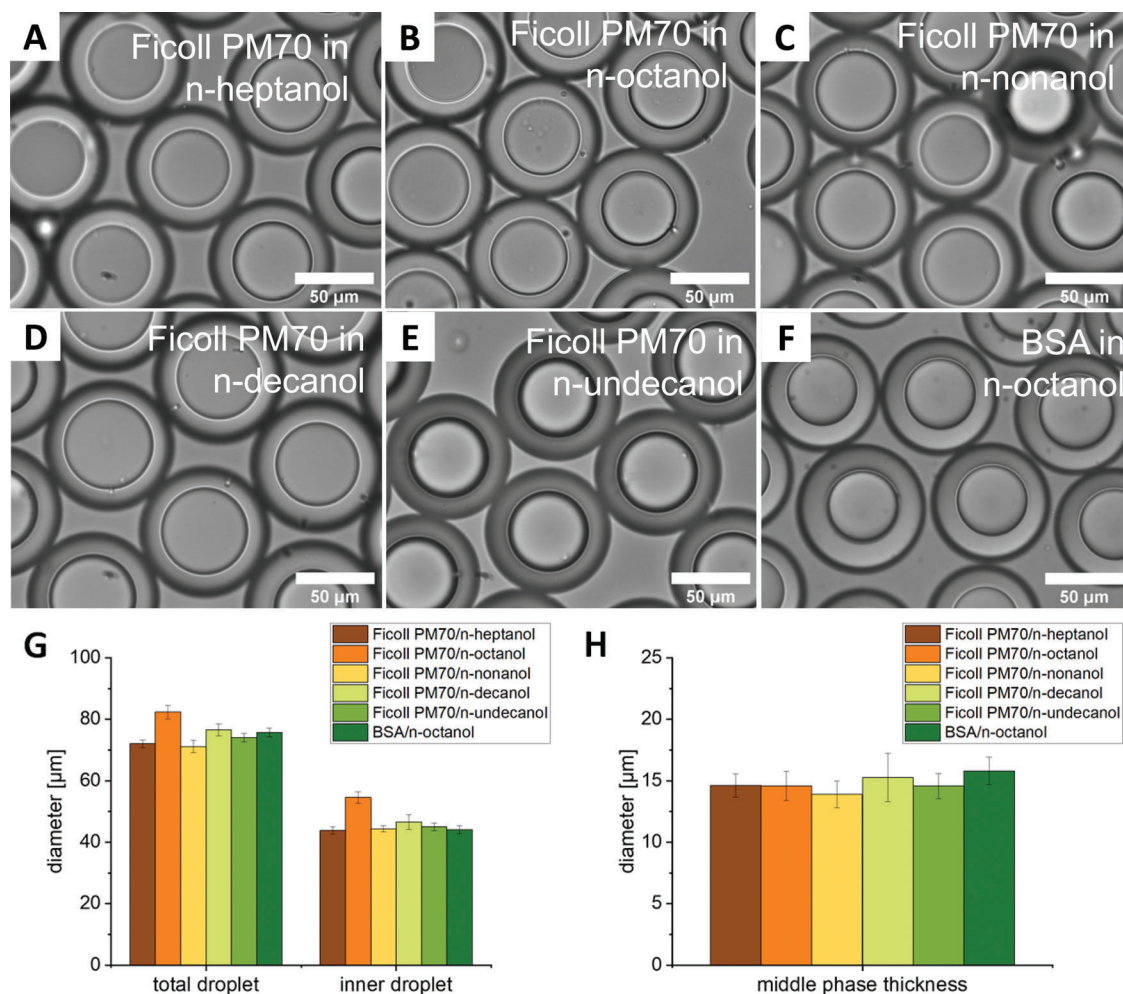 A
Ficoll PM70 in
n-heptanol
50 µm
B
Ficoll PM70 in
n-octanol
50 µm
C
Ficoll PM70 in
n-nonanol
50 µm
D
Ficoll PM70 in
n-decanol
50 µm
E
Ficoll PM70 in
n-undecanol
50 µm
F
BSA in
n-octanol
50 µm
G
Ficoll PM70/n-heptanol
Ficoll PM70/n-octanol
Ficoll PM70/n-nonanol
Ficoll PM70/n-decanol
Ficoll PM70/n-undecanol
BSA/n-octanol
diameter [µm]
100
80
60
40
20
0
total droplet
inner droplet
H
Ficoll PM70/n-heptanol
Ficoll PM70/n-octanol
Ficoll PM70/n-nonanol
Ficoll PM70/n-decanol
Ficoll PM70/n-undecanol
BSA/n-octanol
diameter [µm]
25
20
15
10
5
0
middle phase thickness